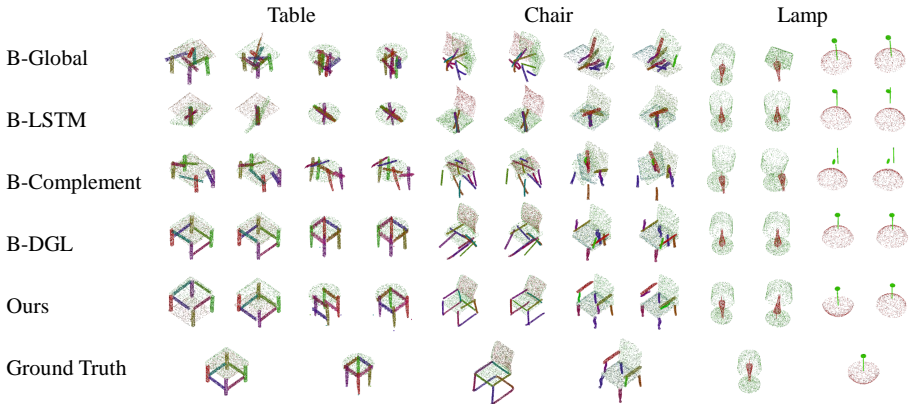 Table Chair Lamp
B-Global
B-LSTM
B-Complement
B-DGL
Ours
Ground Truth